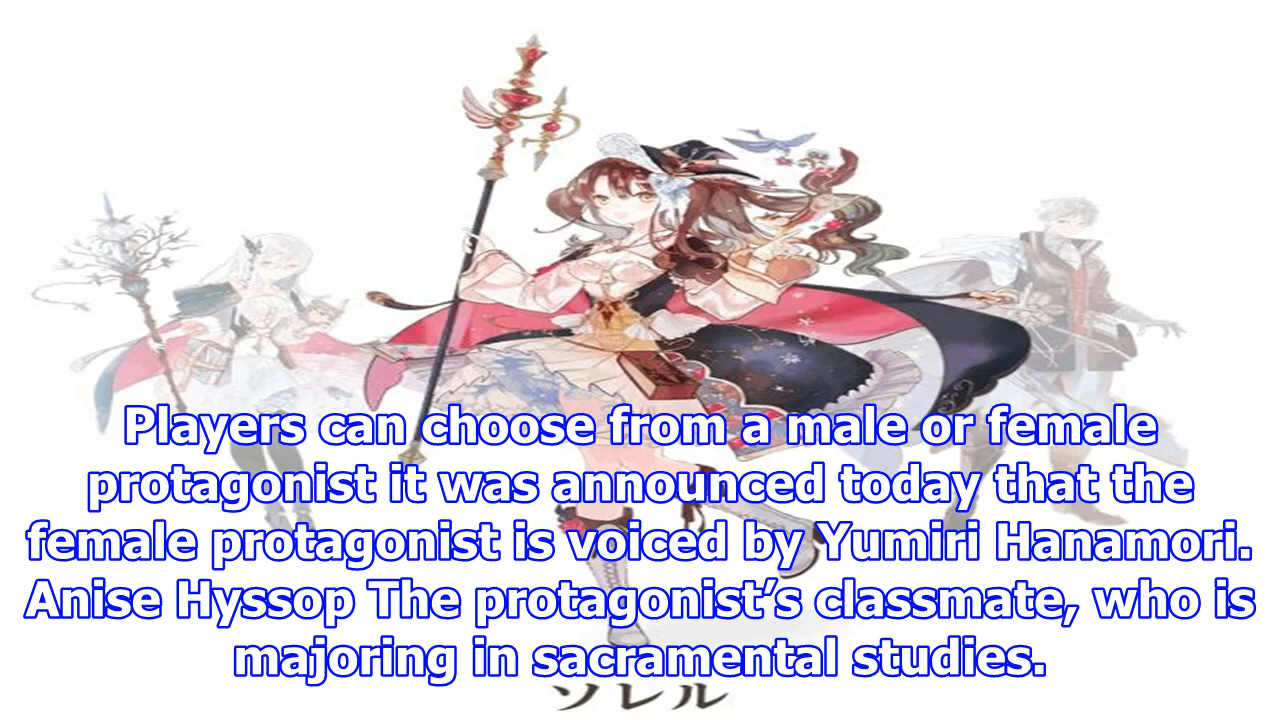 Players can choose from a male or female
protagonist it was announced today that the
female protagonist is voiced by Yumiri Hanamori.
Anise Hyssop The protagonist’s classmate, who is
majoring in sacramental studies.
ソレル